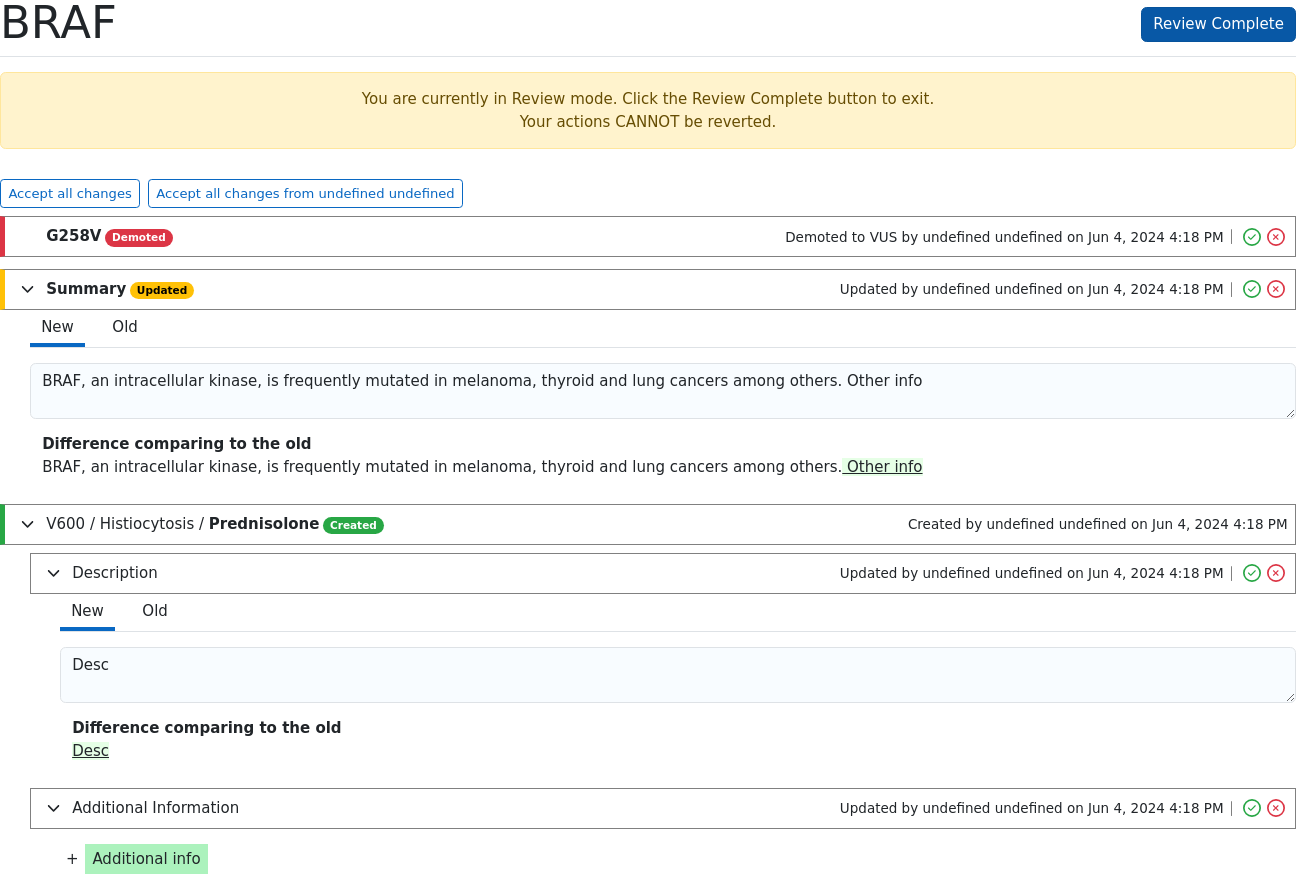 BRAF
Review Complete
You are currently in Review mode. Click the Review Complete button to exit.
Your actions CANNOT be reverted.
Accept all changes
Accept all changes from undefined undefined
G258V Demoted Demoted to VUS by undefined undefined on Jun 4, 2024 4:18 PM |
Summary Updated Updated by undefined undefined on Jun 4, 2024 4:18 PM |
New Old
BRAF, an intracellular kinase, is frequently mutated in melanoma, thyroid and lung cancers among others. Other info
Difference comparing to the old
BRAF, an intracellular kinase, is frequently mutated in melanoma, thyroid and lung cancers among others. Other info
V600 / Histiocytosis / Prednisolone Created Created by undefined undefined on Jun 4, 2024 4:18 PM
Description Updated by undefined undefined on Jun 4, 2024 4:18 PM |
New Old
Desc
Difference comparing to the old
Desc
Additional Information Updated by undefined undefined on Jun 4, 2024 4:18 PM |
+ Additional info